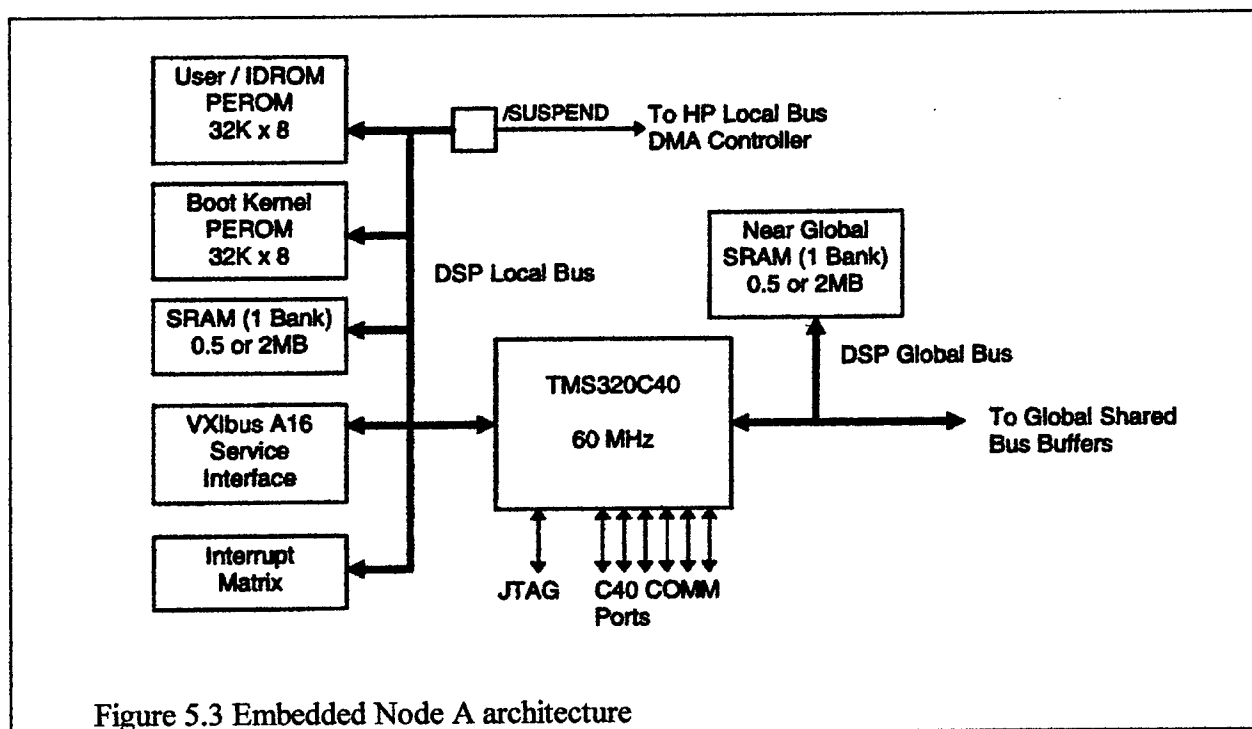 User / IDROM
PEROM
32K x 8
/SUSPEND
To HP Local Bus
DMA Controller
Boot Kernel
PEROM
32K x 8
DSP Local Bus
Near Global
SRAM (1 Bank)
0.5 or 2MB
SRAM (1 Bank)
0.5 or 2MB
DSP Global Bus
TMS320C40
60 MHz
VXIbus A16
Service
Interface
To Global Shared
Bus Buffers
Interrupt
Matrix
JTAG
C40 COMM
Ports
Figure 5.3 Embedded Node A architecture